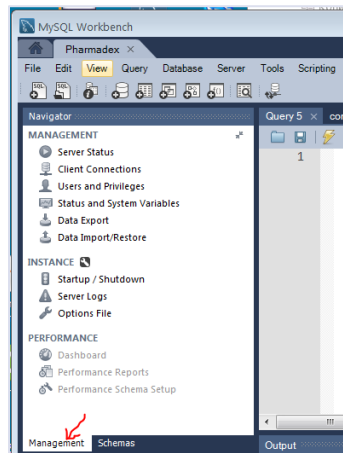 MySQL Workbench
Pharmadex
File Edit View Query Database Server Tools Scripting
Navigator
Query 5
MANAGEMENT
1
Server Status
Client Connections
Users and Privileges
Status and System Variables
Data Export
Data Import/Restore
INSTANCE
Startup / Shutdown
Server Logs
Options File
PERFORMANCE
Dashboard
Performance Reports
Performance Schema Setup
Management Schemas
Output